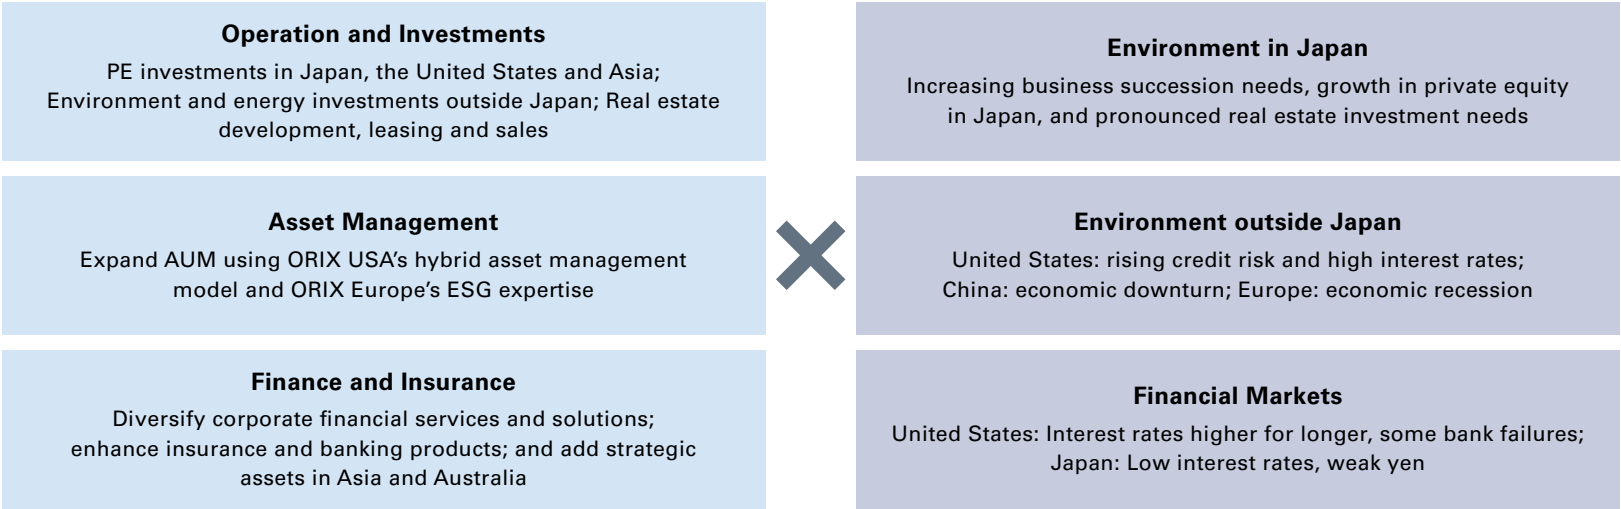 Operation and Investments
PE investments in Japan, the United States and Asia;
Environment and energy investments outside Japan; Real estate
development, leasing and sales
Asset Management
Expand AUM using ORIX USA’s hybrid asset management
model and ORIX Europe’s ESG expertise
Finance and Insurance
Diversify corporate financial services and solutions;
enhance insurance and banking products; and add strategic
assets in Asia and Australia
Environment in Japan
Increasing business succession needs, growth in private equity
in Japan, and pronounced real estate investment needs
Environment outside Japan
United States: rising credit risk and high interest rates;
China: economic downturn; Europe: economic recession
Financial Markets
United States: Interest rates higher for longer, some bank failures;
Japan: Low interest rates, weak yen